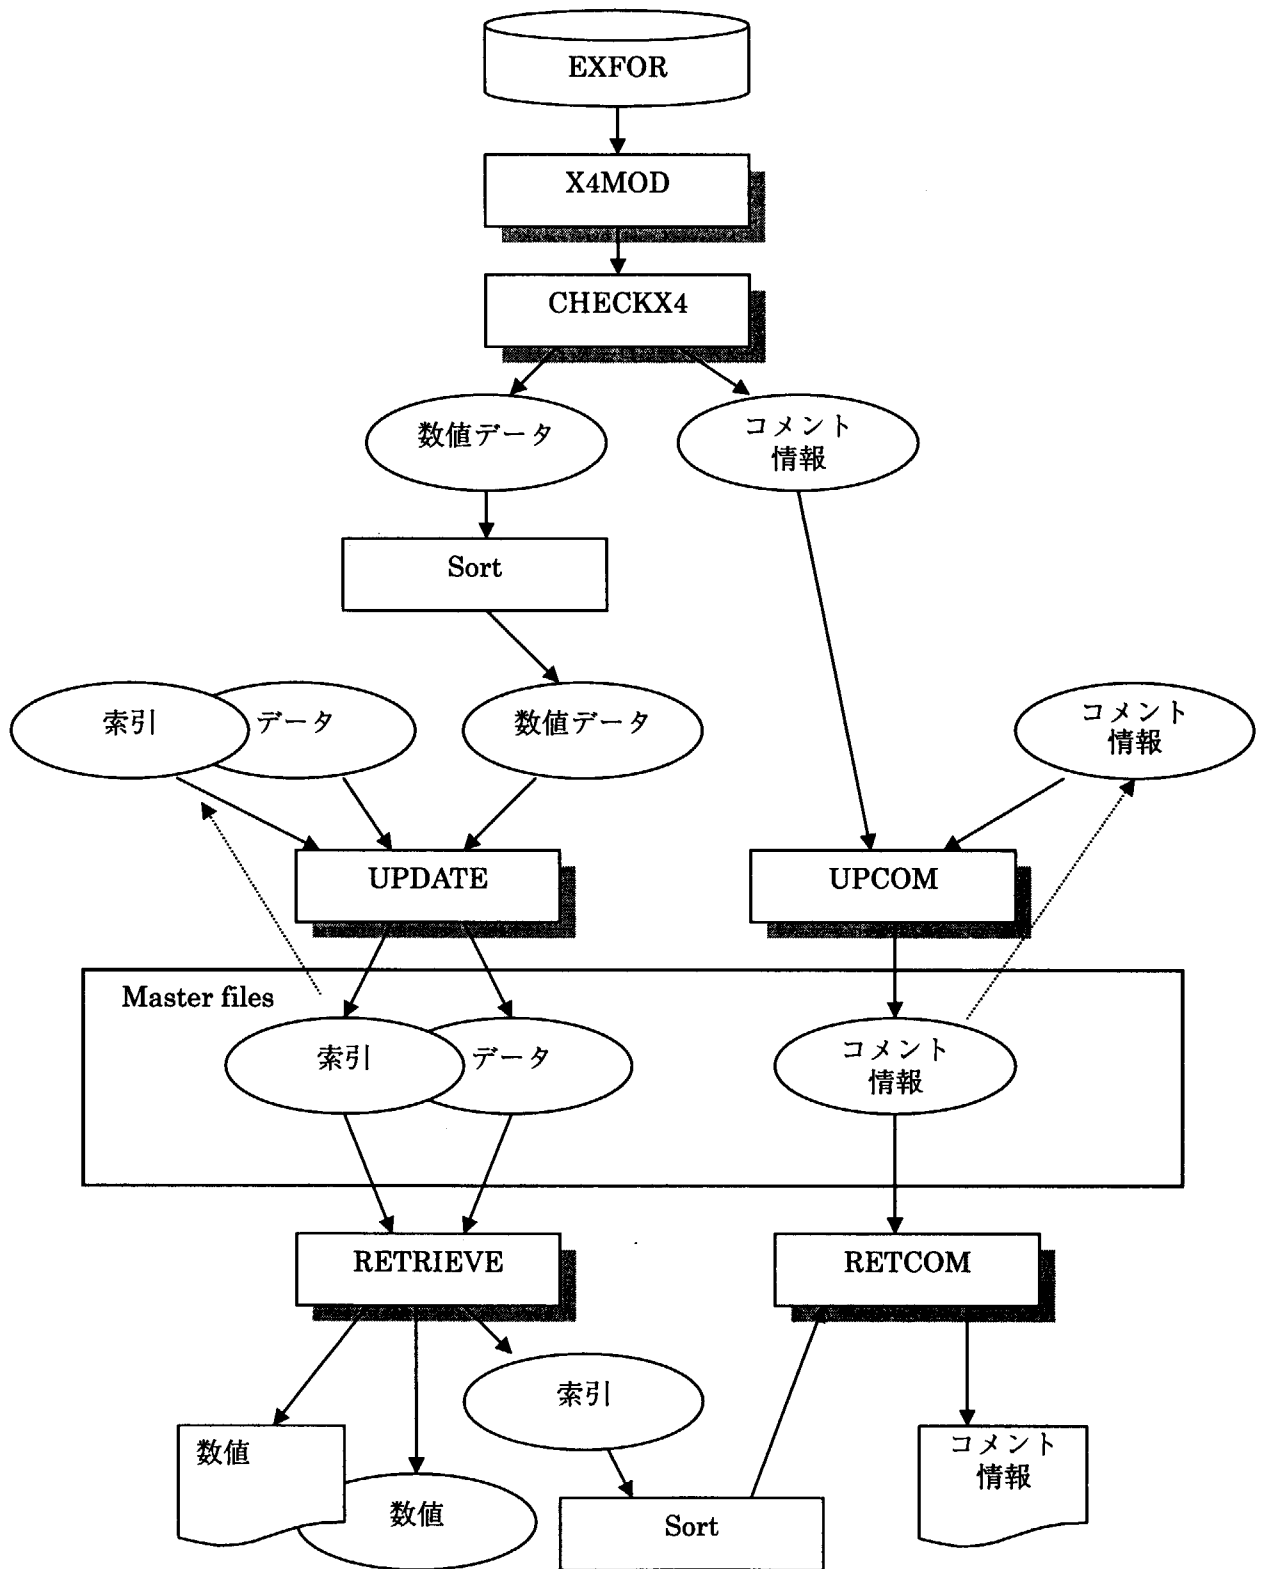 EXFOR
X4MOD
CHECKX4
数値データ
コメント
情報
Sort
索引
データ
数値データ
コメント
情報
UPDATE
UPCOM
Master files
索引
データ
コメント
情報
RETRIEVE
RETCOM
索引
数値
コメント
情報
数値
Sort